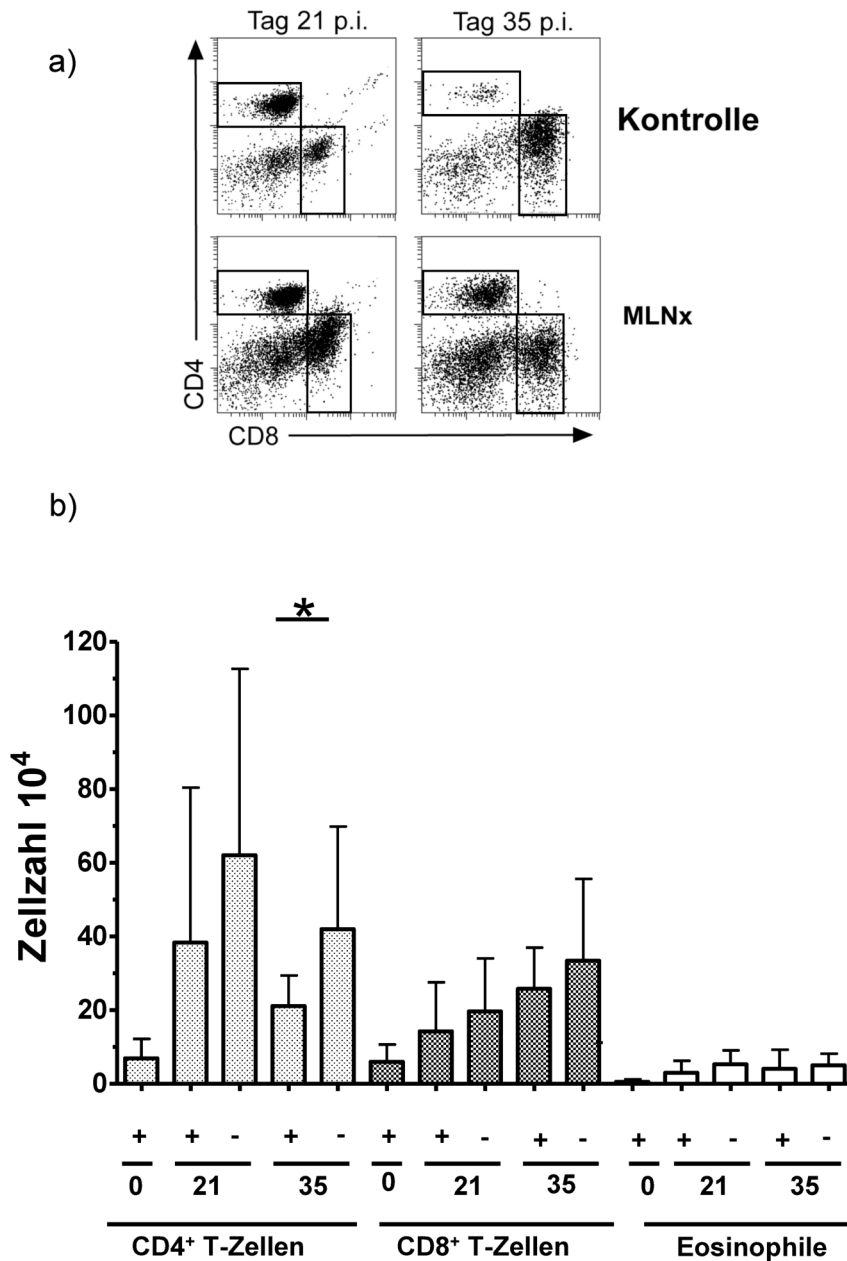 Tag 21 p.i. Tag 35 p.i.
a)
Kontrolle
MLNx
CD4
CD8
b)
*
120
100
80
60
40
20
0
Zellzahl 10⁴
+ + - + - + + - + - + + - + -
0 21 35 0 21 35 0 21 35
CD4⁺ T-Zellen CD8⁺ T-Zellen Eosinophile